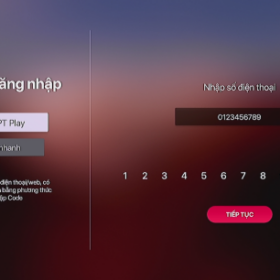 ăng nhập
PT Play
nhanh
điện thoại/web, có
bằng phương thức
ập Code
Nhập số điện thoại
0123456789
1 2 3 4 5 6 7 8
TIẾP TỤC